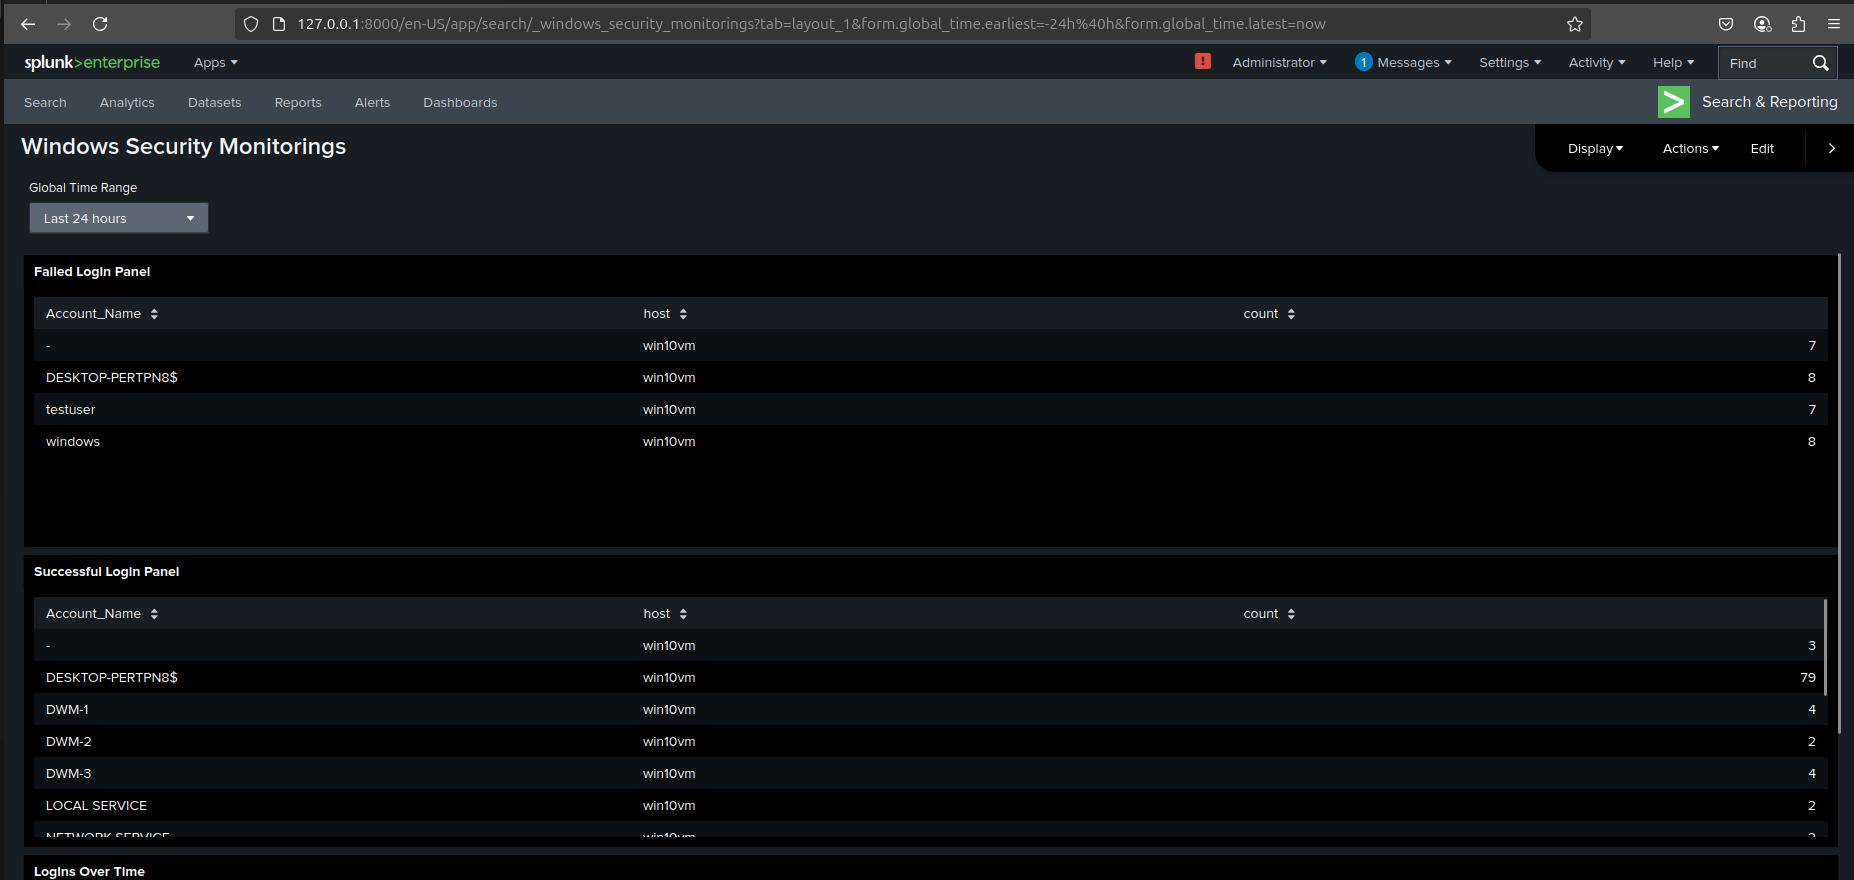 127.0.0.1:8000/en-US/app/search/_windows_security_monitorings?tab=layout_1&form.global_time.earliest=-24h%40h&form.global_time.latest=now
splunk>enterprise Apps ! Administrator 1 Messages Settings Activity Help Find
Search Analytics Datasets Reports Alerts Dashboards > Search & Reporting
Windows Security Monitorings Display Actions Edit
Global Time Range
Last 24 hours
Failed Login Panel
Account_Name host count
- win10vm 7
DESKTOP-PERTPN8$ win10vm 8
testuser win10vm 7
windows win10vm 8
Successful Login Panel
Account_Name host count
- win10vm 3
DESKTOP-PERTPN8$ win10vm 79
DWM-1 win10vm 4
DWM-2 win10vm 2
DWM-3 win10vm 4
LOCAL SERVICE win10vm 2
NETWORK SERVICE win10vm
Logins Over Time